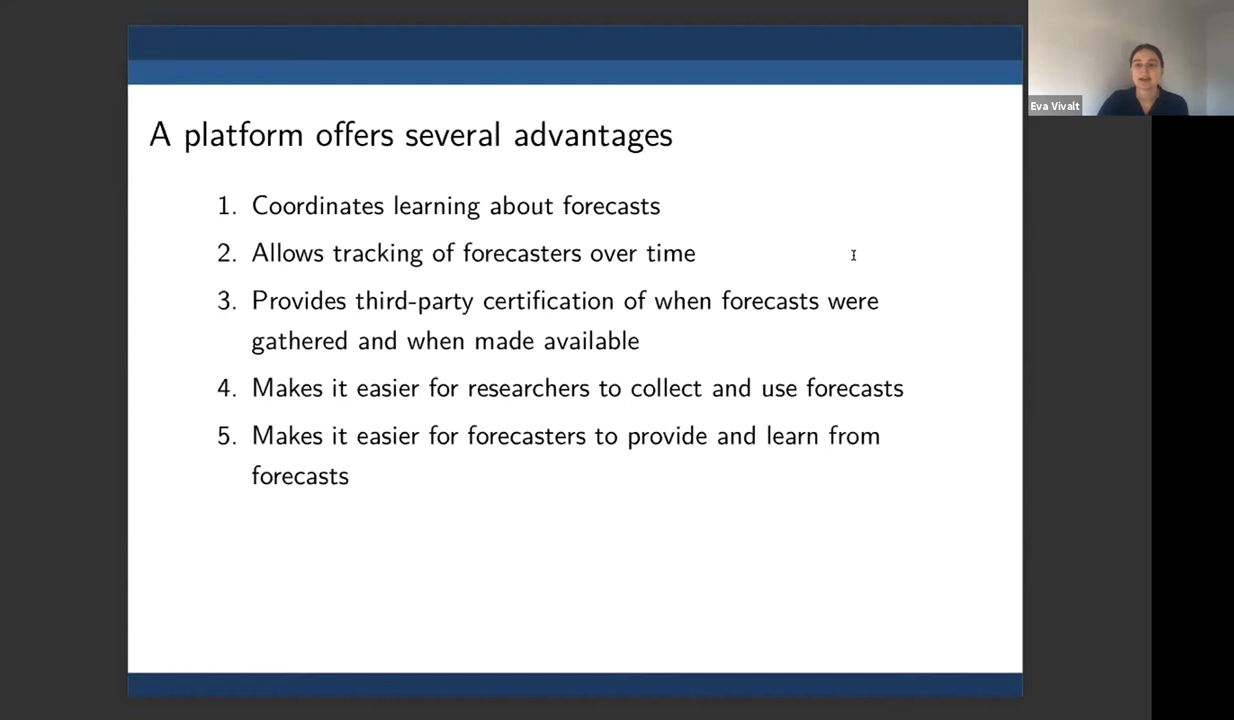 A platform offers several advantages
1. Coordinates learning about forecasts
2. Allows tracking of forecasters over time
3. Provides third-party certification of when forecasts were
gathered and when made available
4. Makes it easier for researchers to collect and use forecasts
5. Makes it easier for forecasters to provide and learn from
forecasts
Eva Vivalt